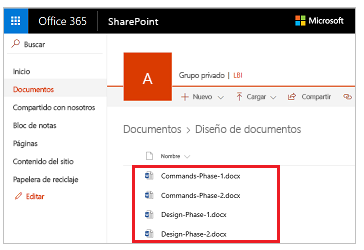 Office 365
SharePoint
Microsoft
Buscar
Inicio
Documentos
Compartido con nosotros
Bloc de notas
Páginas
Contenido del sitio
Papelera de reciclaje
Editar
A
Grupo privado | LBI
+ Nuevo
Cargar
Compartir
Documentos > Diseño de documentos
Nombre
Commands-Phase-1.docx
Commands-Phase-2.docx
Design-Phase-1.docx
Design-Phase-2.docx